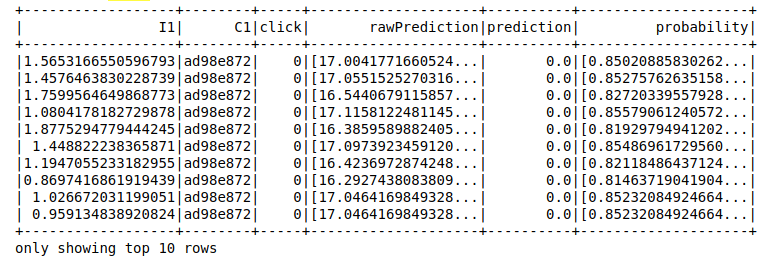 +------------------+--------+-----+--------------------+----------+--------------------+
|                I1|      C1|click|       rawPrediction|prediction|         probability|
+------------------+--------+-----+--------------------+----------+--------------------+
|1.5653166550596793|ad98e872|    0|[17.0041771660524...|       0.0|[0.85020885830262...|
|1.4576463830228739|ad98e872|    0|[17.0551525270316...|       0.0|[0.85275762635158...|
|1.7599564649868773|ad98e872|    0|[16.5440679115857...|       0.0|[0.82720339557928...|
|1.0804178182729878|ad98e872|    0|[17.1158122481145...|       0.0|[0.85579061240572...|
|1.8775294779444245|ad98e872|    0|[16.3859589882405...|       0.0|[0.81929794941202...|
| 1.448822238365871|ad98e872|    0|[17.0973923459120...|       0.0|[0.85486961729560...|
|1.1947055233182955|ad98e872|    0|[16.4236972874248...|       0.0|[0.82118486437124...|
|0.8697416861919439|ad98e872|    0|[16.2927438083809...|       0.0|[0.81463719041904...|
| 1.026672031199051|ad98e872|    0|[17.0464169849328...|       0.0|[0.85232084924664...|
| 0.959134838920824|ad98e872|    0|[17.0464169849328...|       0.0|[0.85232084924664...|
+------------------+--------+-----+--------------------+----------+--------------------+
only showing top 10 rows